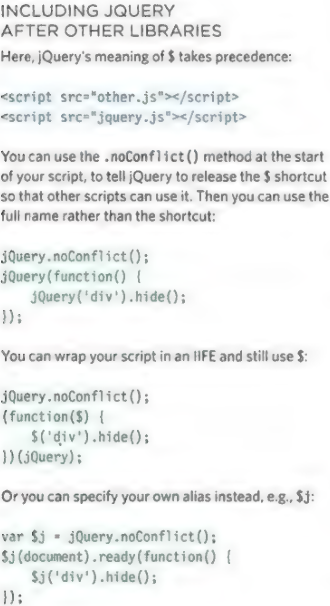 INCLUDING JQUERY
AFTER OTHER LIBRARIES
Here, jQuery's meaning of $ takes precedence:
<script src="other.js"></script>
<script src="jquery.js"></script>
You can use the .noConflict() method at the start
of your script, to tell jQuery to release the $ shortcut
so that other scripts can use it. Then you can use the
full name rather than the shortcut:
jQuery.noConflict();
jQuery(function() {
    jQuery('div').hide();
});
You can wrap your script in an IIFE and still use $:
jQuery.noConflict();
(function($) {
    $('div').hide();
})(jQuery);
Or you can specify your own alias instead, e.g., $j:
var $j = jQuery.noConflict();
$j(document).ready(function() {
    $j('div').hide();
});